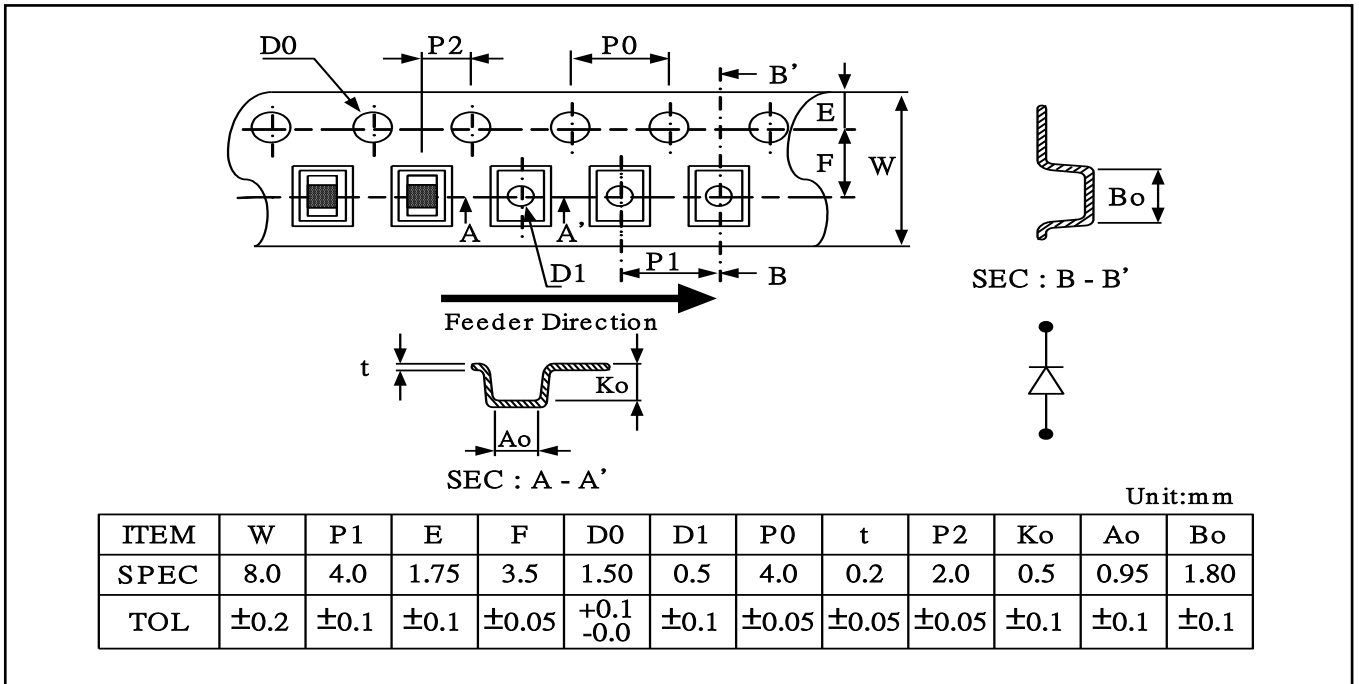 D0
P2
P0
B’
E
F
W
A
A’
D1
P1
B
Feeder Direction
Bo
SEC : B - B’
t
Ko
Ao
SEC : A - A’
Unit:mm
ITEM W P1 E F D0 D1 P0 t P2 Ko Ao Bo
SPEC 8.0 4.0 1.75 3.5 1.50 0.5 4.0 0.2 2.0 0.5 0.95 1.80
TOL ±0.2 ±0.1 ±0.1 ±0.05 +0.1 -0.0 ±0.1 ±0.05 ±0.05 ±0.05 ±0.1 ±0.1 ±0.1